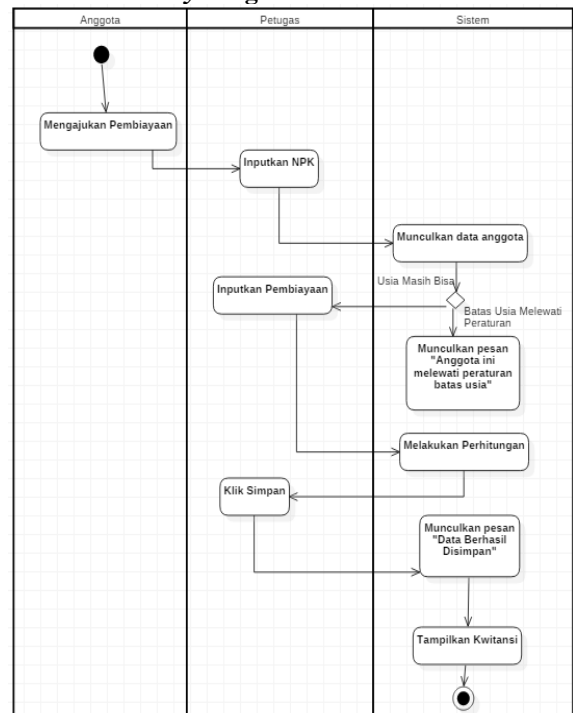 Anggota
Petugas
Sistem
Mengajukan Pembiayaan
Inputkan NPK
Munculkan data anggota
Usia Masih Bisa
Inputkan Pembiayaan
Batas Usia Melewati
Peraturan
Munculkan pesan
"Anggota ini
melewati peraturan
batas usia"
Melakukan Perhitungan
Klik Simpan
Munculkan pesan
"Data Berhasil
Disimpan"
Tampilkan Kwitansi